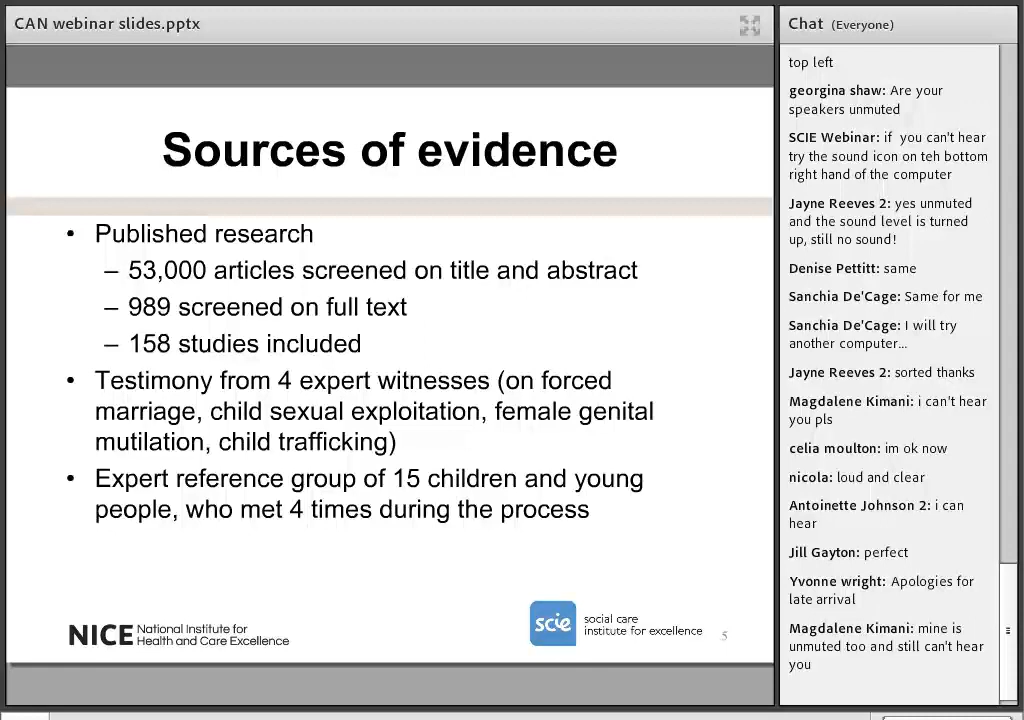 CAN webinar slides.pptx
Sources of evidence
• Published research
– 53,000 articles screened on title and abstract
– 989 screened on full text
– 158 studies included
• Testimony from 4 expert witnesses (on forced
marriage, child sexual exploitation, female genital
mutilation, child trafficking)
• Expert reference group of 15 children and young
people, who met 4 times during the process
NICE National Institute for
Health and Care Excellence
scie social care
institute for excellence
5
Chat (Everyone)
top left
georgina shaw: Are your
speakers unmuted
SCIE Webinar: if you can't hear
try the sound icon on teh bottom
right hand of the computer
Jayne Reeves 2: yes unmuted
and the sound level is turned
up, still no sound!
Denise Pettitt: same
Sanchia De'Cage: Same for me
Sanchia De'Cage: I will try
another computer...
Jayne Reeves 2: sorted thanks
Magdalene Kimani: i can't hear
you pls
celia moulton: im ok now
nicola: loud and clear
Antoinette Johnson 2: i can
hear
Jill Gayton: perfect
Yvonne wright: Apologies for
late arrival
Magdalene Kimani: mine is
unmuted too and still can't hear
you